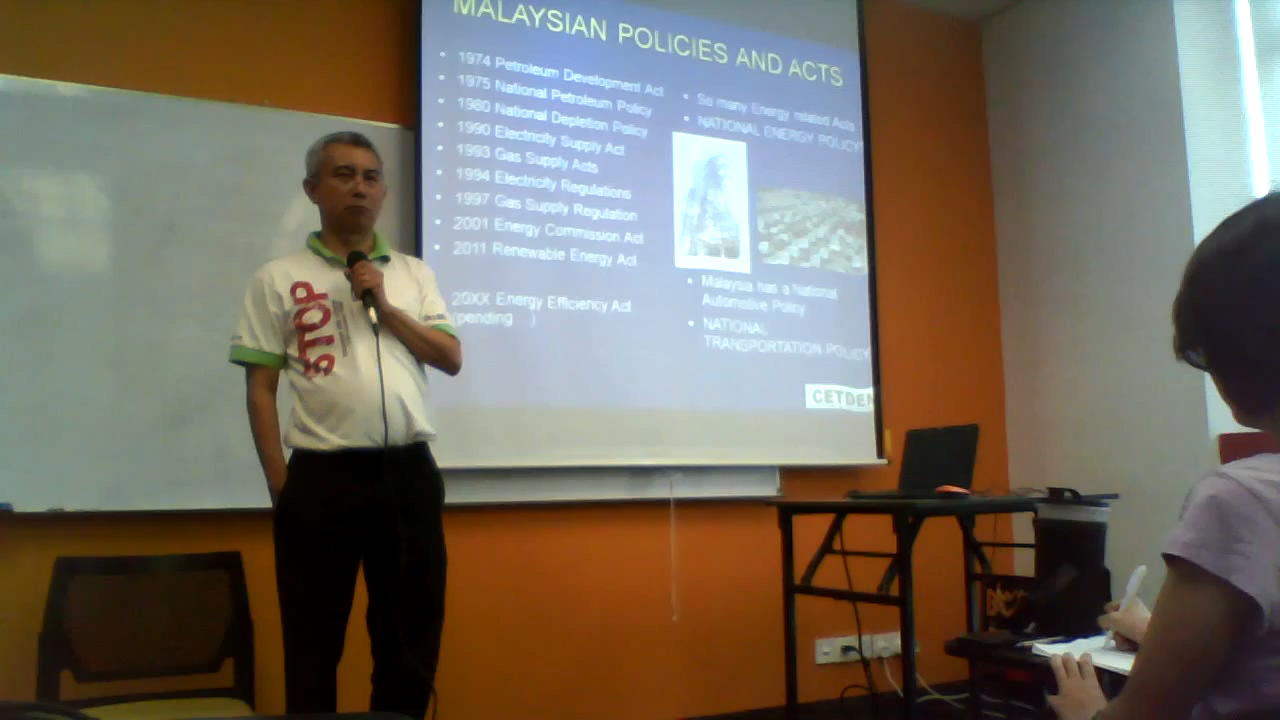 MALAYSIAN POLICIES AND ACTS
• 1974 Petroleum Development Act
• 1975 National Petroleum Policy
• 1980 National Depletion Policy
• 1990 Electricity Supply Act
• 1993 Gas Supply Acts
• 1994 Electricity Regulations
• 1997 Gas Supply Regulation
• 2001 Energy Commission Act
• 2011 Renewable Energy Act
20XX Energy Efficiency Act
(pending )
• So many Energy related Acts
• NATIONAL ENERGY POLICY?
• Malaysia has a National
Automotive Policy
• NATIONAL
TRANSPORTATION POLICY
CETDEM
STOP